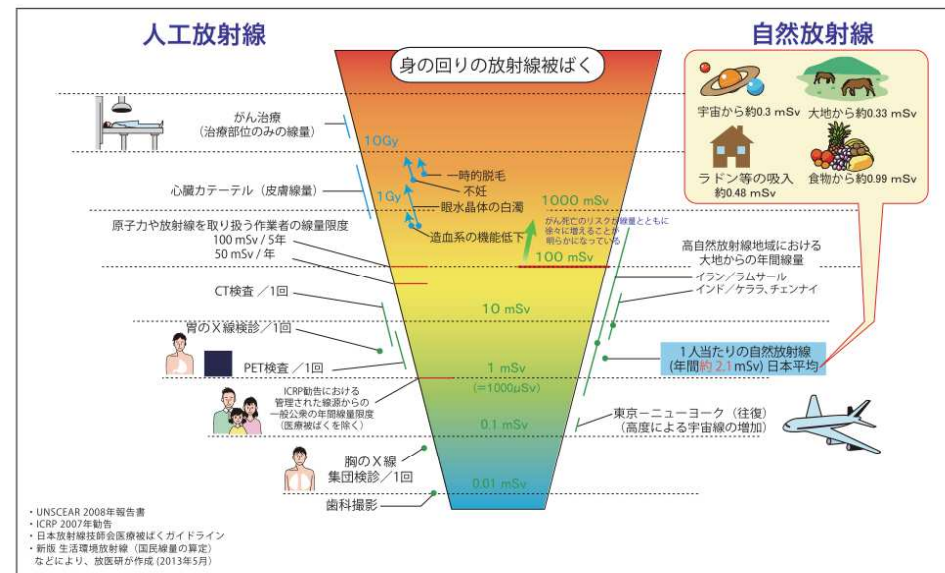 人工放射線
自然放射線
身の回りの放射線被ばく
宇宙から約0.3 mSv
大地から約0.33 mSv
ラドン等の吸入
約0.48 mSv
食物から約0.99 mSv
がん治療
(治療部位のみの線量)
10Gy
心臓カテーテル(皮膚線量)
1Gy
一時的脱毛
不妊
眼水晶体の白濁
造血系の機能低下
1000 mSv
がん死亡のリスクが線量とともに
徐々に増えることが
明らかになっている
100 mSv
原子力や放射線を取り扱う作業者の線量限度
100 mSv / 5年
50 mSv / 年
高自然放射線地域における
大地からの年間線量
イラン/ラムサール
インド/ケララ、チェンナイ
CT検査 /1回
10 mSv
胃のX線検診/1回
PET検査 /1回
1 mSv
(=1000μSv)
1人当たりの自然放射線
(年間約 2.1mSv) 日本平均
ICRP勧告における
管理された線源からの
一般公衆の年間線量限度
(医療被ばくを除く)
0.1 mSv
東京ーニューヨーク(往復)
(高度による宇宙線の増加)
胸のX線
集団検診/1回
0.01 mSv
歯科撮影
・UNSCEAR 2008年報告書
・ICRP 2007年勧告
・日本放射線技師会医療被ばくガイドライン
・新版 生活環境放射線(国民線量の算定)
などにより、放医研が作成 (2013年5月)